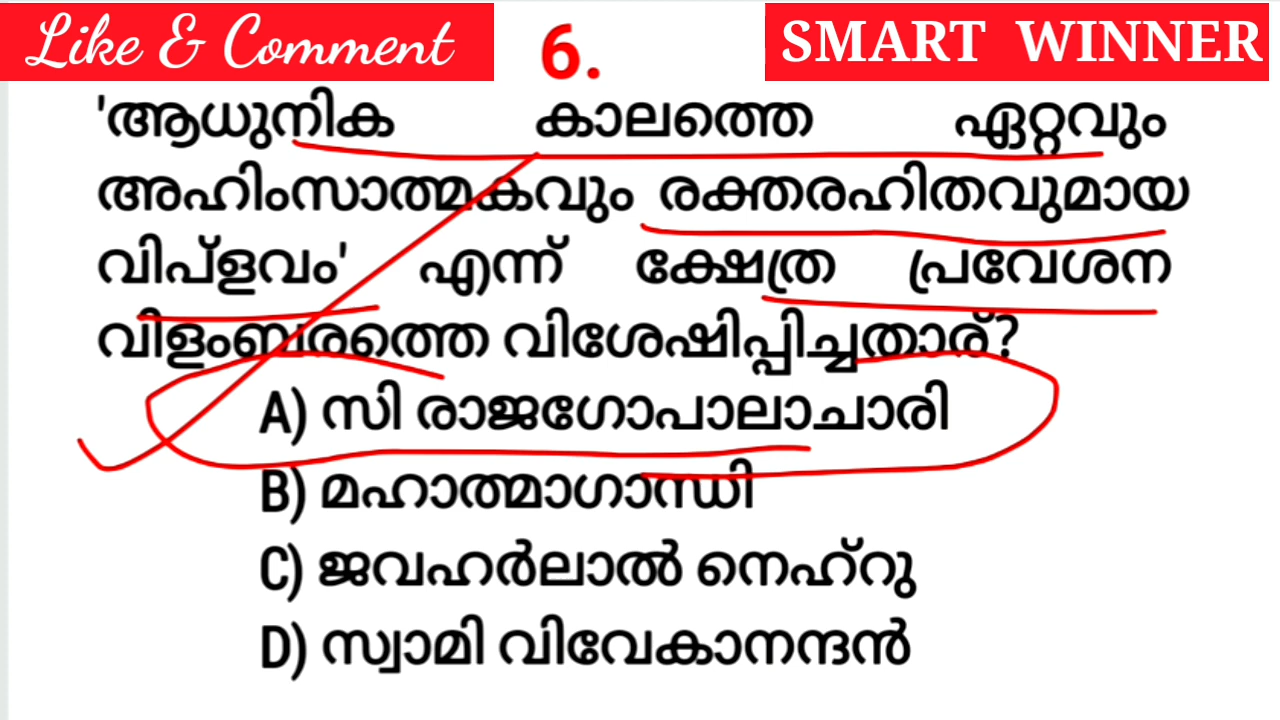 Like & Comment
6.
SMART WINNER
'ആധുനിക കാലത്തെ ഏറ്റവും
അഹിംസാത്മകവും രക്തരഹിതവുമായ
വിപ്ളവം' എന്ന് ക്ഷേത്ര പ്രവേശന
വിളംബരത്തെ വിശേഷിപ്പിച്ചതാര്?
A) സി രാജഗോപാലാചാരി
B) മഹാത്മാഗാന്ധി
C) ജവഹർലാൽ നെഹ്റു
D) സ്വാമി വിവേകാനന്ദൻ